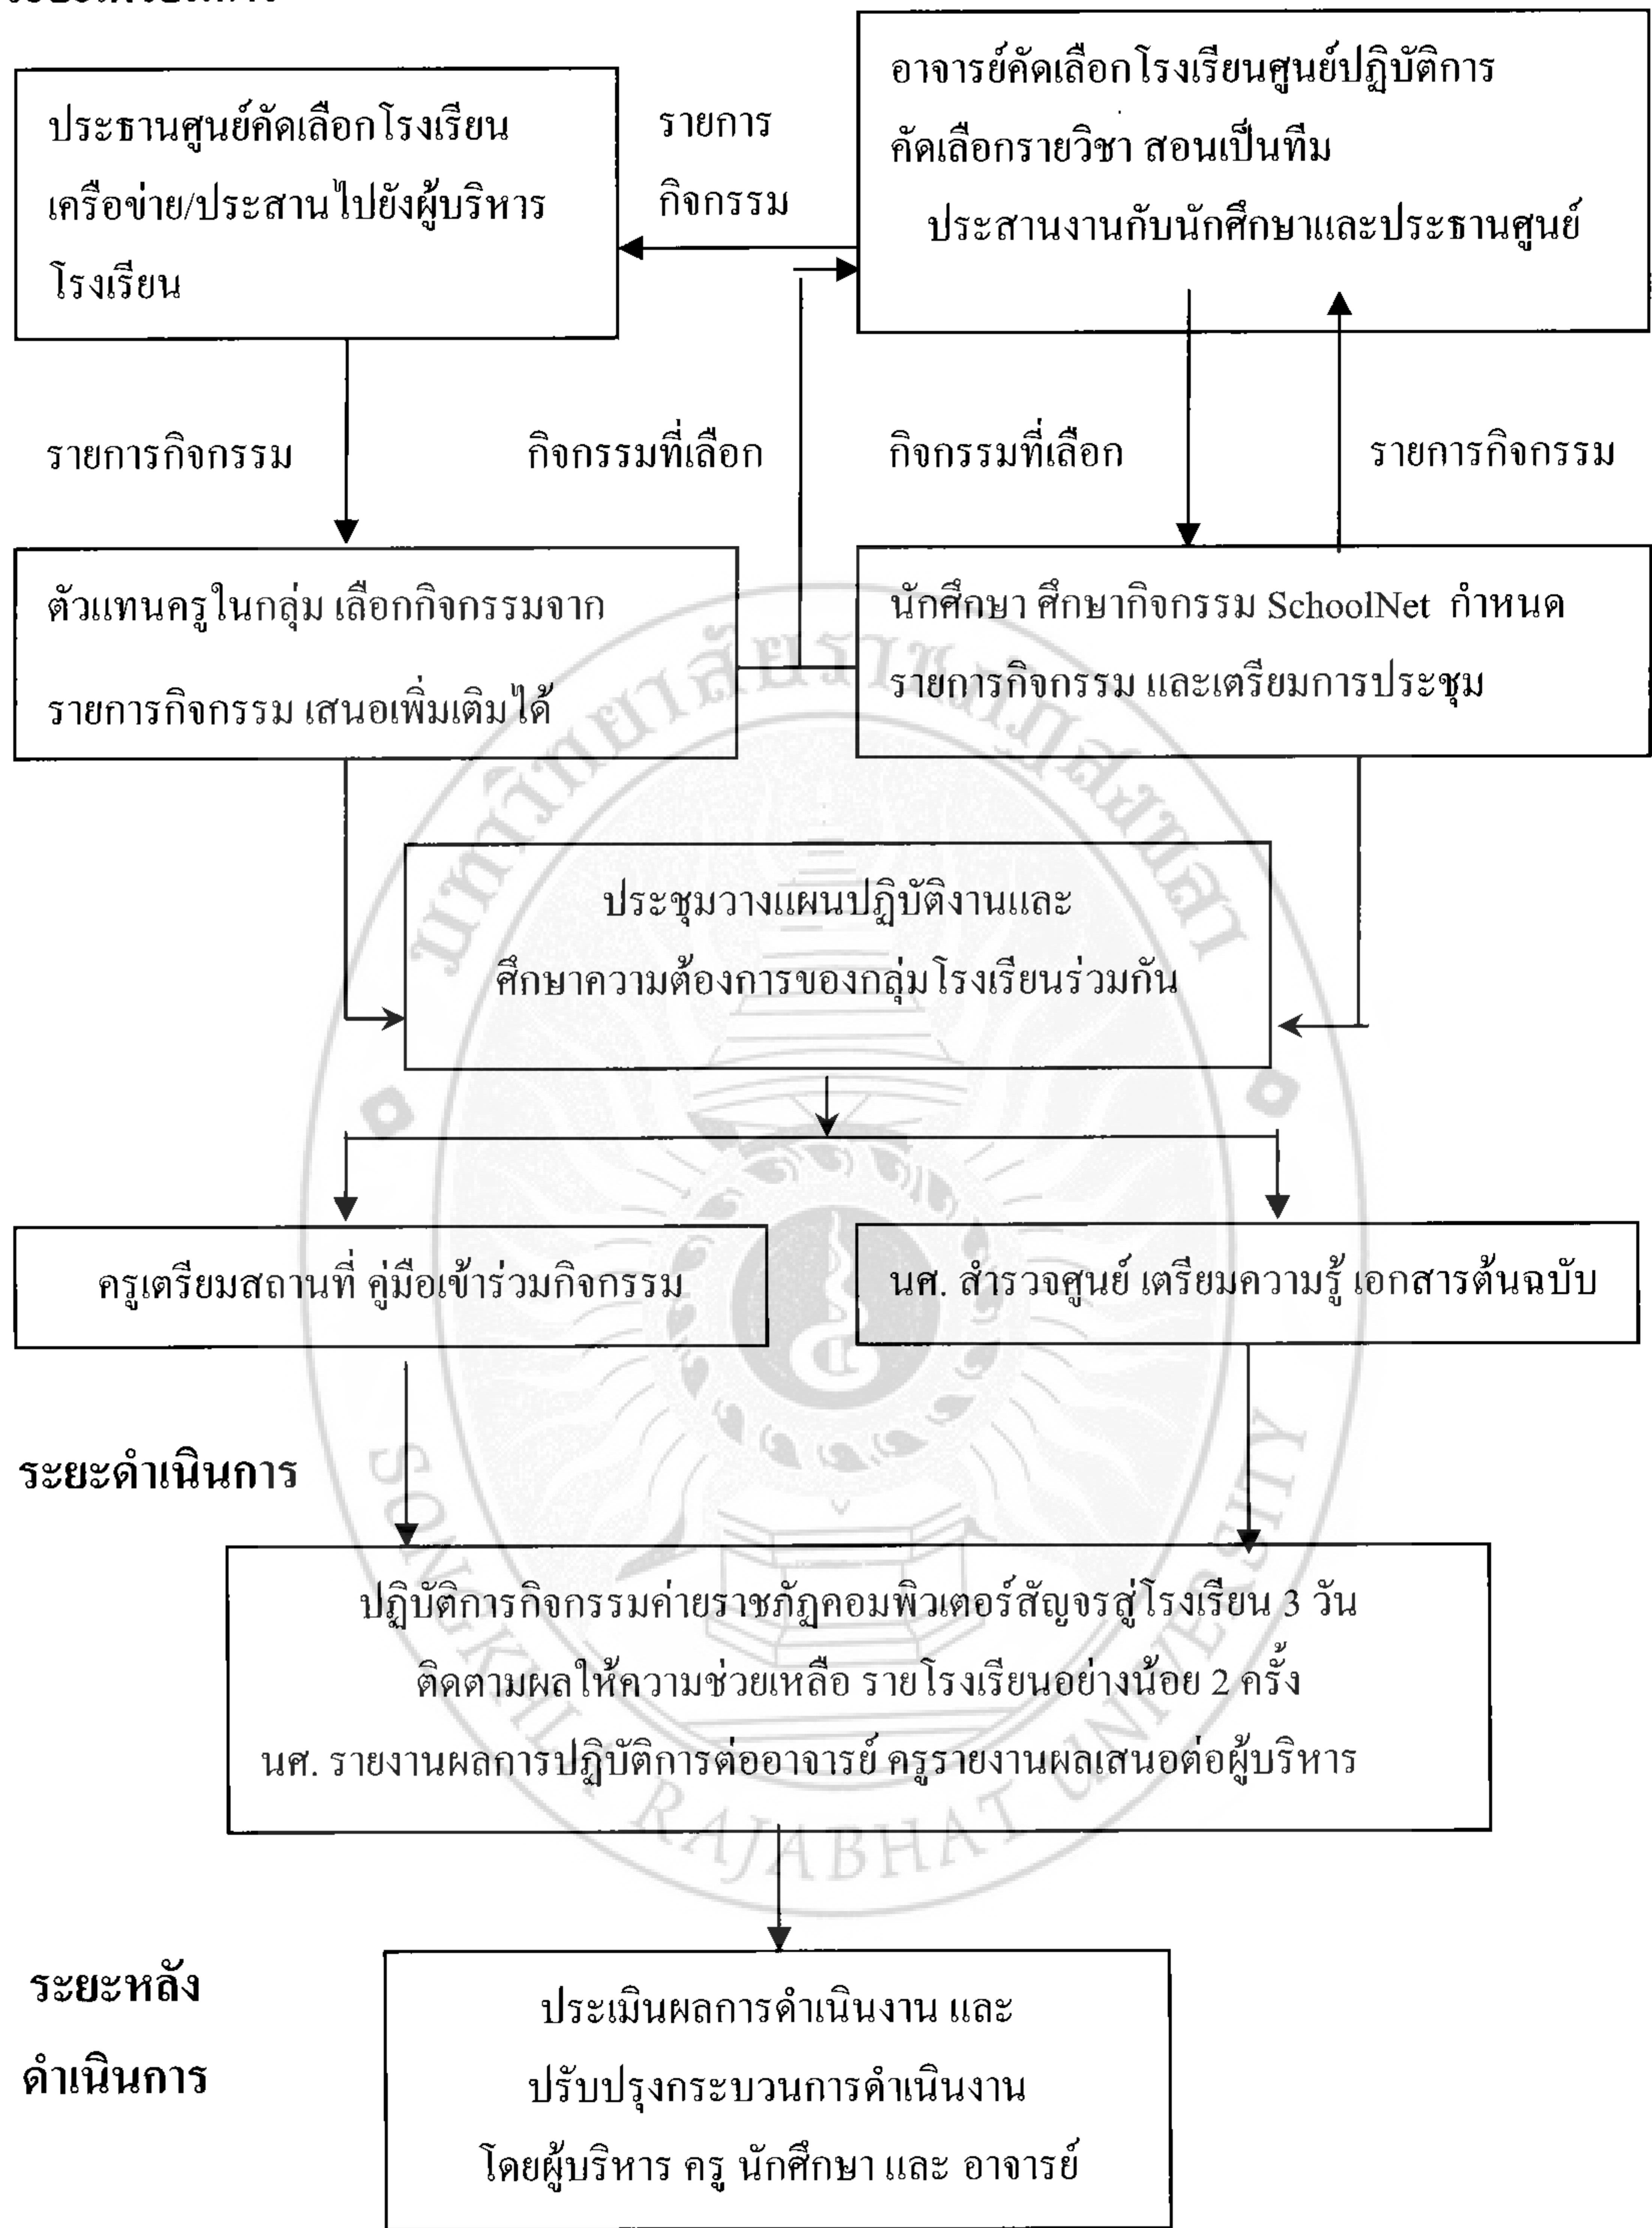 ประธานศูนย์คัดเลือกโรงเรียน
เครือข่าย/ประสานไปยังผู้บริหาร
โรงเรียน
รายการ
กิจกรรม
อาจารย์คัดเลือกโรงเรียนศูนย์ปฏิบัติการ
คัดเลือกรายวิชา สอนเป็นทีม
ประสานงานกับนักศึกษาและประธานศูนย์
รายการกิจกรรม
กิจกรรมที่เลือก
กิจกรรมที่เลือก
รายการกิจกรรม
ตัวแทนครูในกลุ่ม เลือกกิจกรรมจาก
รายการกิจกรรม เสนอเพิ่มเติมได้
นักศึกษา ศึกษากิจกรรม SchoolNet กำหนด
รายการกิจกรรม และเตรียมการประชุม
มหาวิทยาลัยราชภัฏสงขลา
ประชุมวางแผนปฏิบัติงานและ
ศึกษาความต้องการของกลุ่มโรงเรียนร่วมกัน
ครูเตรียมสถานที่ คู่มือเข้าร่วมกิจกรรม
นศ. สำรวจศูนย์ เตรียมความรู้ เอกสารต้นฉบับ
ระยะดำเนินการ
ปฏิบัติการกิจกรรมค่ายราชภัฏคอมพิวเตอร์สัญจรสู่โรงเรียน 3 วัน
ติดตามผลให้ความช่วยเหลือ รายโรงเรียนอย่างน้อย 2 ครั้ง
นศ. รายงานผลการปฏิบัติการต่ออาจารย์ ครูรายงานผลเสนอต่อผู้บริหาร
SONGKHLA RAJABHAT UNIVERSITY
ระยะหลัง
ดำเนินการ
ประเมินผลการดำเนินงาน และ
ปรับปรุงกระบวนการดำเนินงาน
โดยผู้บริหาร ครู นักศึกษา และ อาจารย์